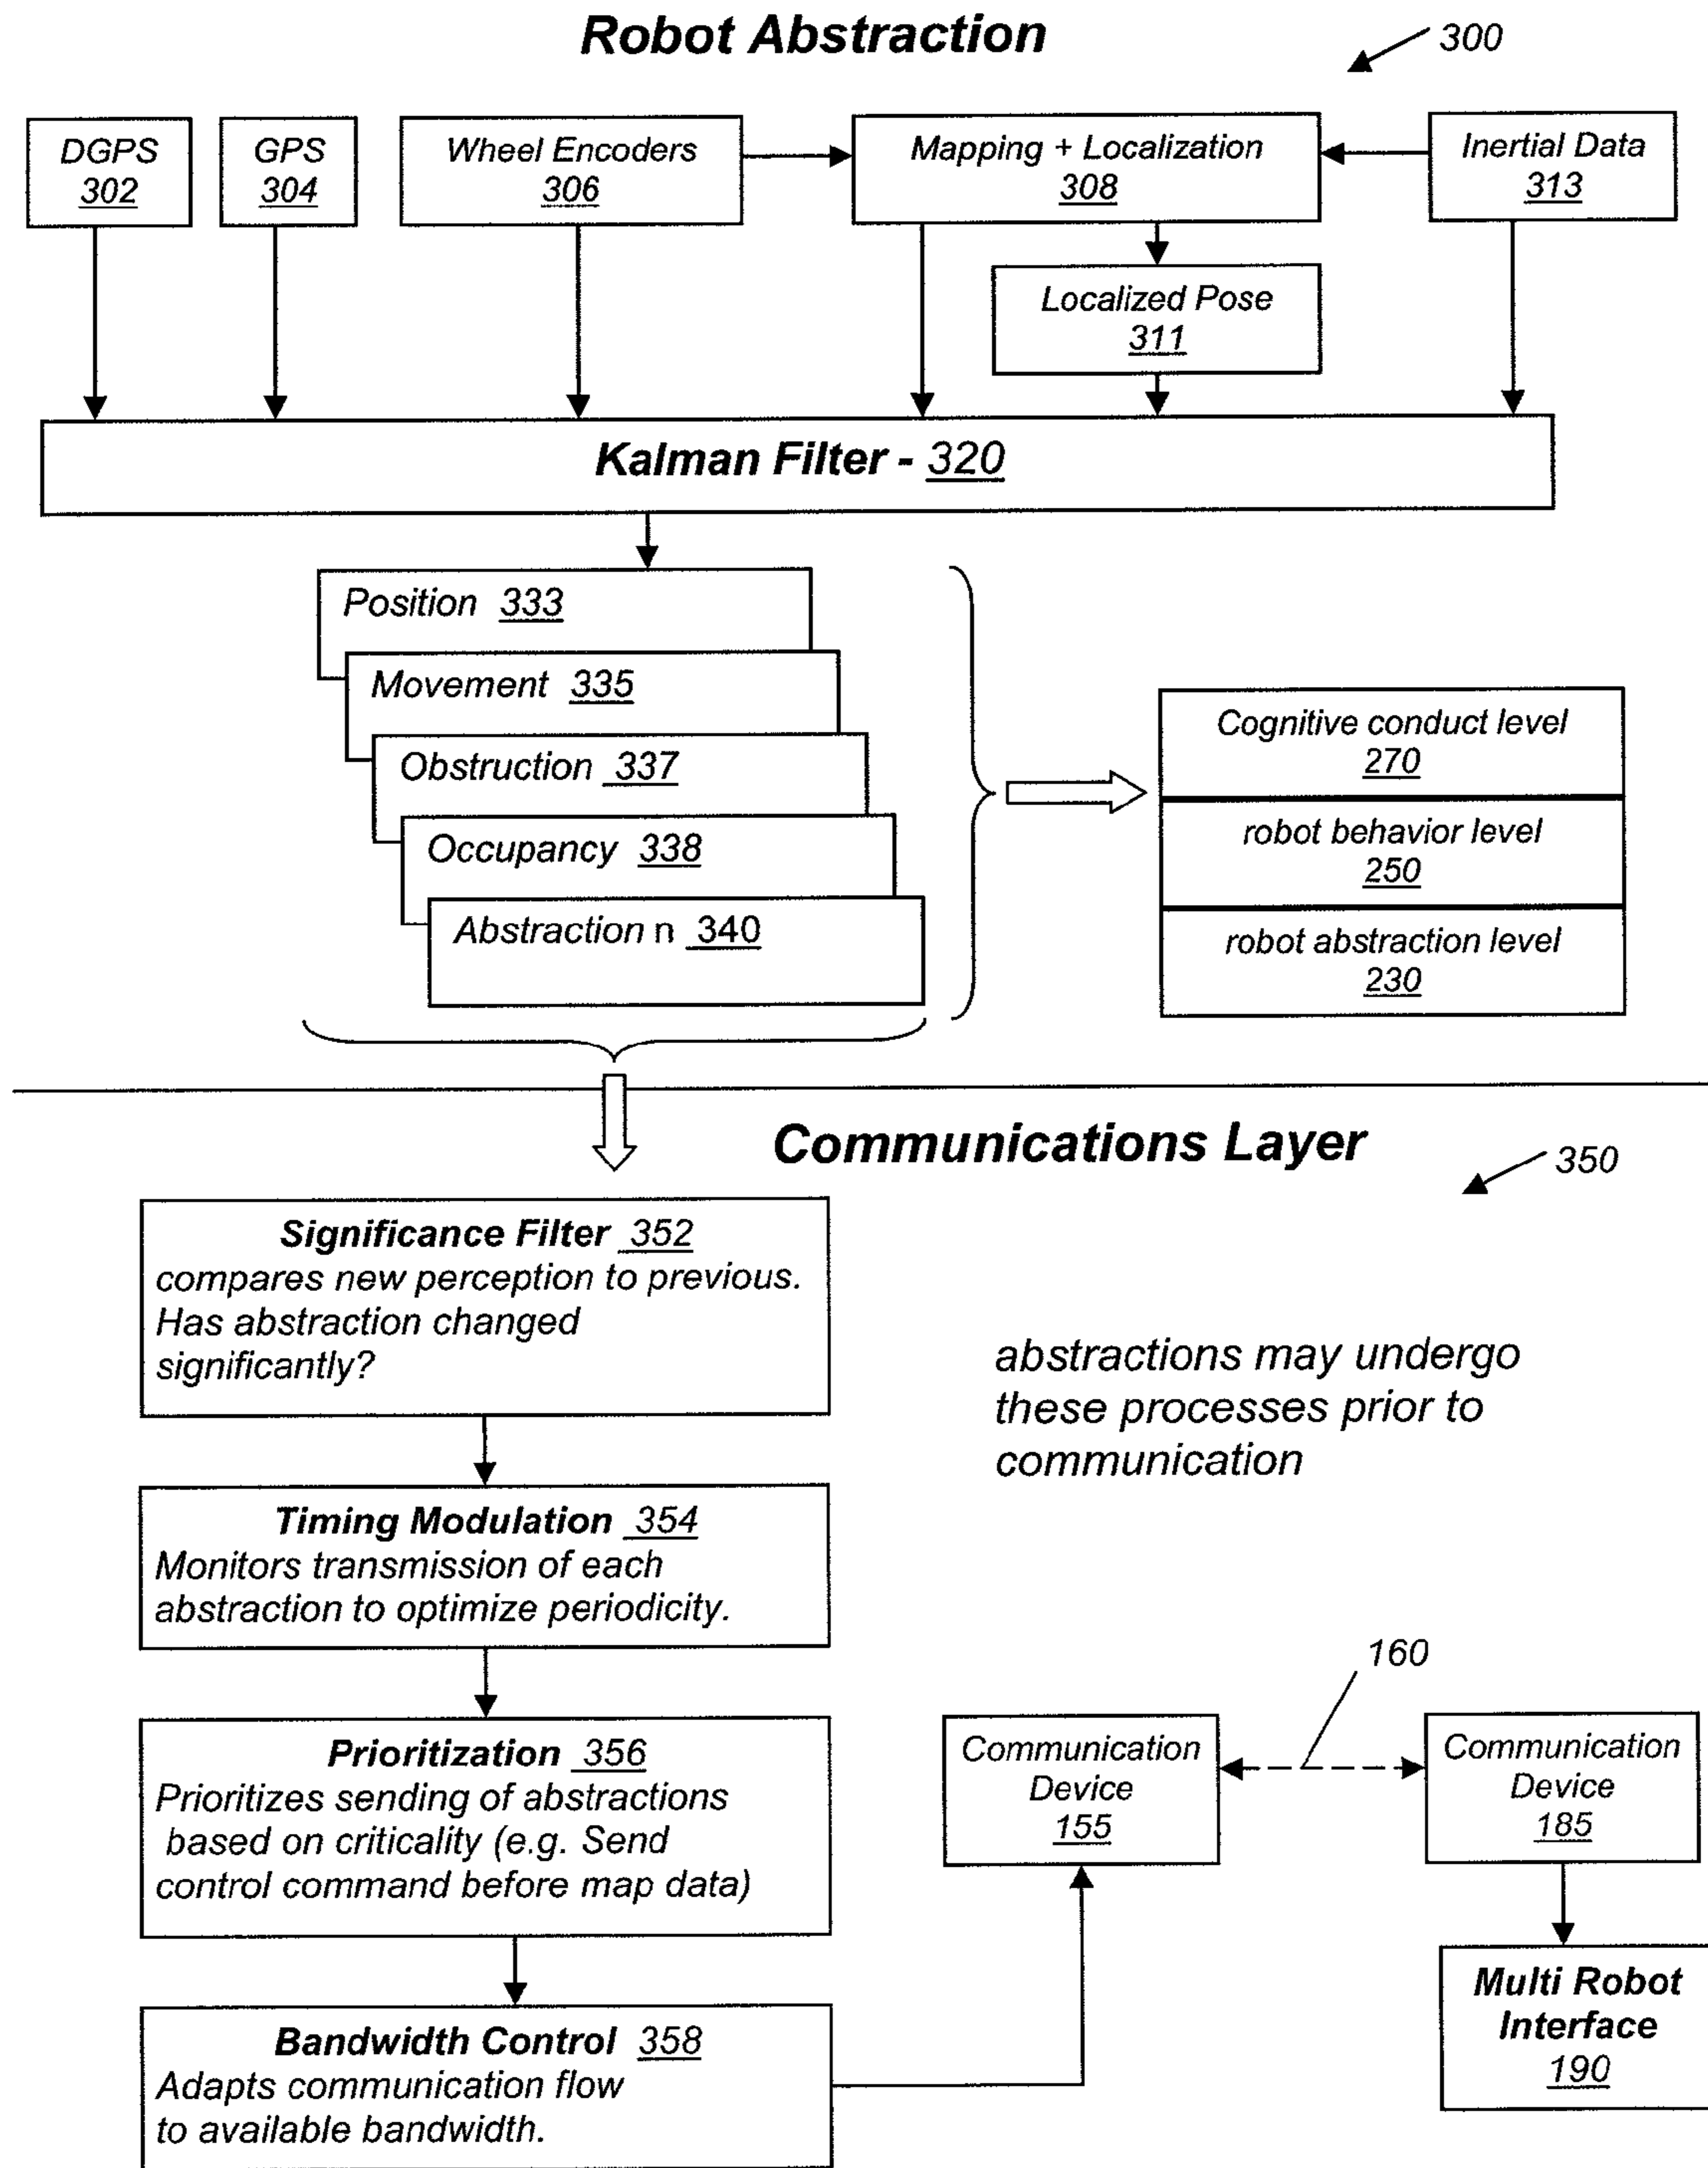 Robot Abstraction
300
DGPS
302
GPS
304
Wheel Encoders
306
Mapping + Localization
308
Inertial Data
313
Localized Pose
311
Kalman Filter - 320
Position 333
Movement 335
Obstruction 337
Occupancy 338
Abstraction n 340
Cognitive conduct level
270
robot behavior level
250
robot abstraction level
230
Communications Layer
350
Significance Filter 352
compares new perception to previous.
Has abstraction changed
significantly?
abstractions may undergo
these processes prior to
communication
Timing Modulation 354
Monitors transmission of each
abstraction to optimize periodicity.
160
Prioritization 356
Prioritizes sending of abstractions
based on criticality (e.g. Send
control command before map data)
Communication
Device
155
Communication
Device
185
Bandwidth Control 358
Adapts communication flow
to available bandwidth.
Multi Robot
Interface
190